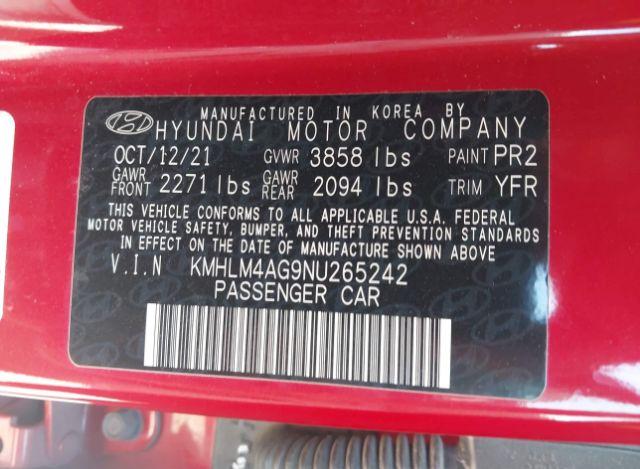 MANUFACTURED IN KOREA BY
HYUNDAI MOTOR COMPANY
OCT/12/21 GVWR 3858 lbs PAINT PR2
GAWR FRONT 2271 lbs GAWR REAR 2094 lbs TRIM YFR
THIS VEHICLE CONFORMS TO ALL APPLICABLE U.S.A. FEDERAL
MOTOR VEHICLE SAFETY, BUMPER, AND THEFT PREVENTION STANDARDS
IN EFFECT ON THE DATE OF MANUFACTURE SHOWN ABOVE
V.I.N KMHLM4AG9NU265242
PASSENGER CAR